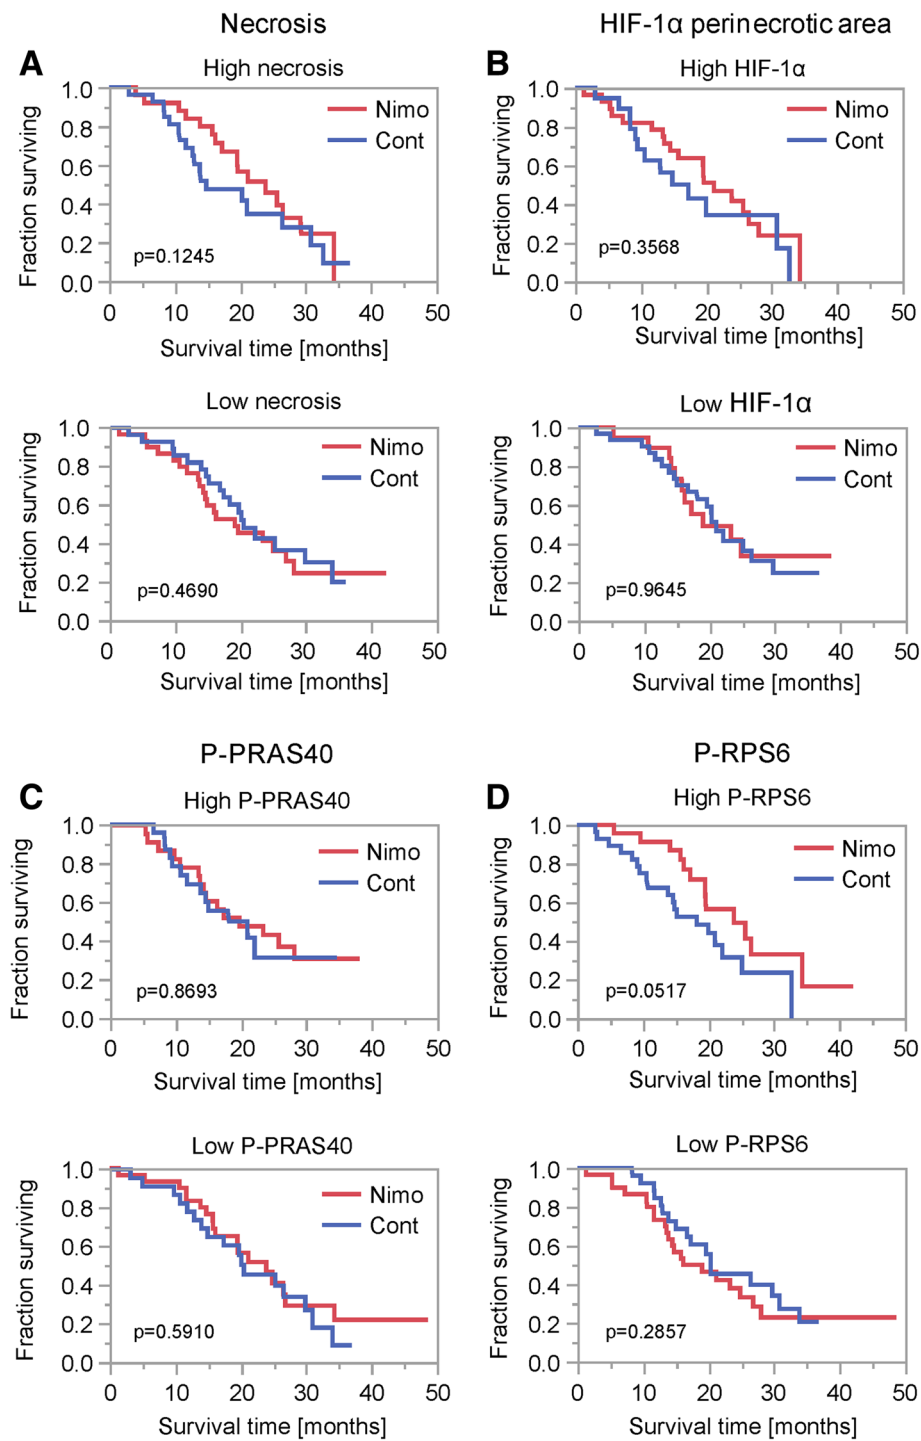 Necrosis
A
High necrosis
Fraction surviving
1.0
0.8
0.6
0.4
0.2
0.0
Nimo
Cont
p=0.1245
0 10 20 30 40 50
Survival time [months]
Low necrosis
Fraction surviving
1.0
0.8
0.6
0.4
0.2
0.0
Nimo
Cont
p=0.4690
0 10 20 30 40 50
Survival time [months]
HIF-1α perinecrotic area
B
High HIF-1α
Fraction surviving
1.0
0.8
0.6
0.4
0.2
0.0
Nimo
Cont
p=0.3568
0 10 20 30 40 50
Survival time [months]
Low HIF-1α
Fraction surviving
1.0
0.8
0.6
0.4
0.2
0.0
Nimo
Cont
p=0.9645
0 10 20 30 40 50
Survival time [months]
P-PRAS40
C
High P-PRAS40
Fraction surviving
1.0
0.8
0.6
0.4
0.2
0.0
Nimo
Cont
p=0.8693
0 10 20 30 40 50
Survival time [months]
Low P-PRAS40
Fraction surviving
1.0
0.8
0.6
0.4
0.2
0.0
Nimo
Cont
p=0.5910
0 10 20 30 40 50
Survival time [months]
P-RPS6
D
High P-RPS6
Fraction surviving
1.0
0.8
0.6
0.4
0.2
0.0
Nimo
Cont
p=0.0517
0 10 20 30 40 50
Survival time [months]
Low P-RPS6
Fraction surviving
1.0
0.8
0.6
0.4
0.2
0.0
Nimo
Cont
p=0.2857
0 10 20 30 40 50
Survival time [months]